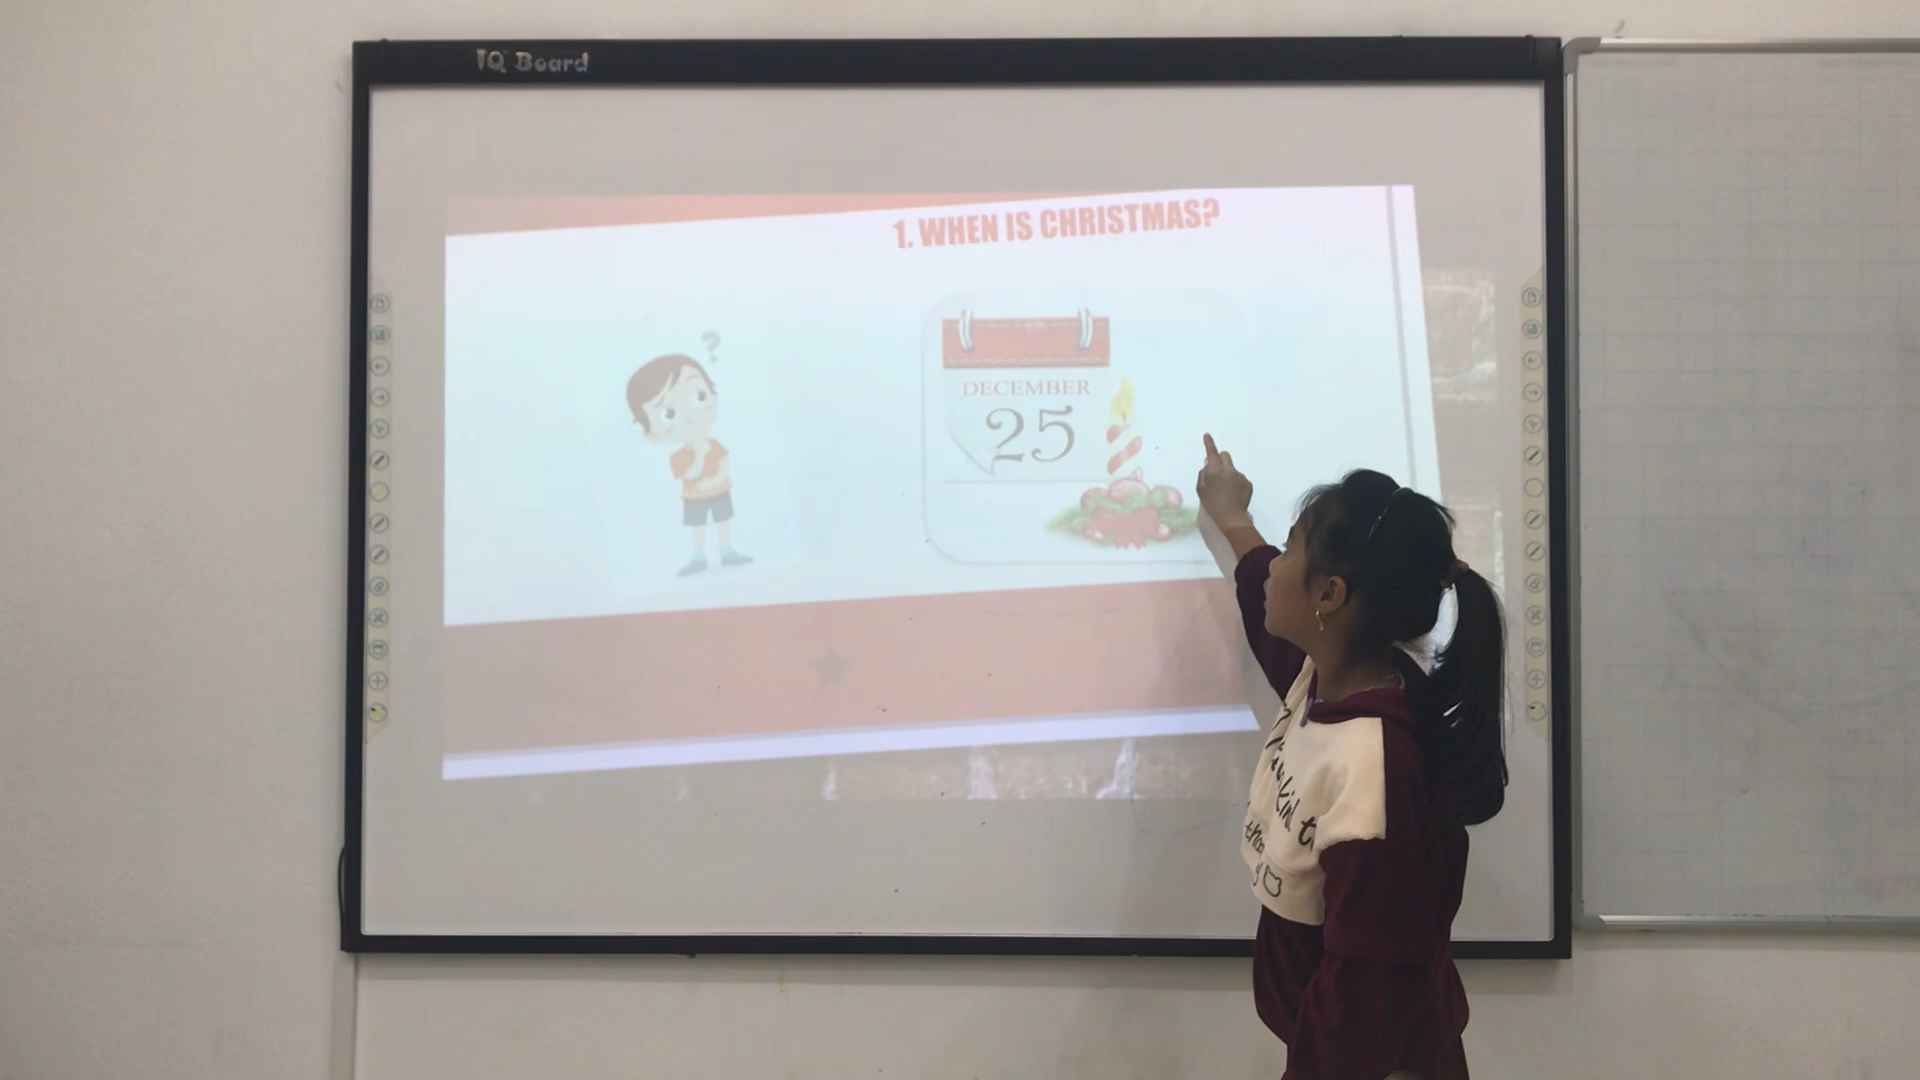 IQ Board
1. WHEN IS CHRISTMAS?
?
DECEMBER
25